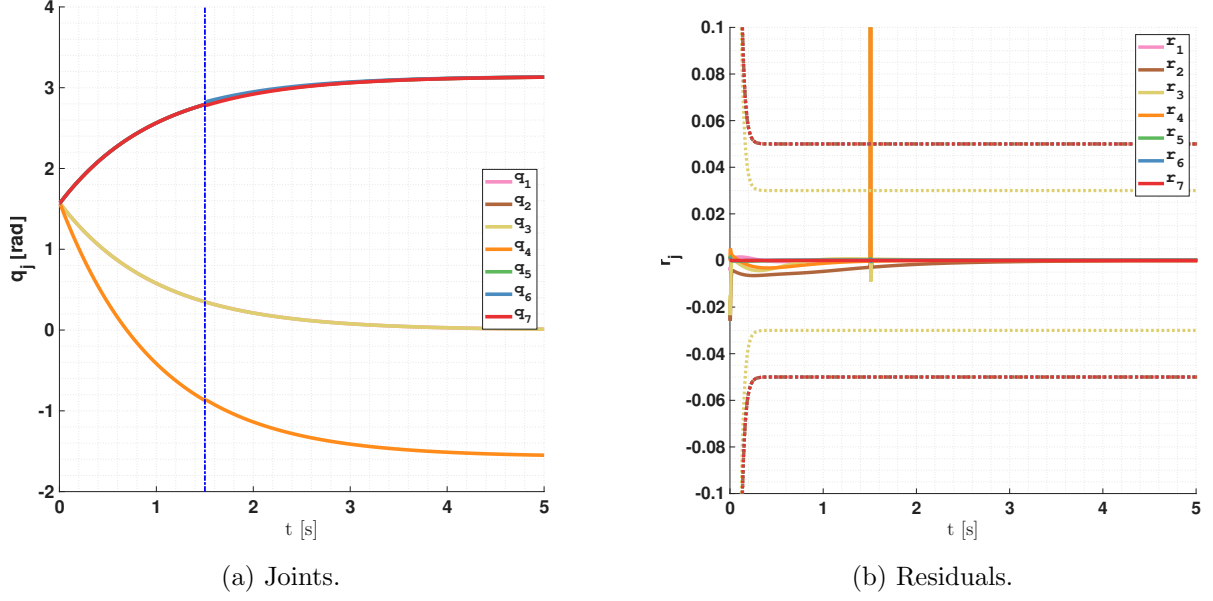 4
3
2
1
0
-1
-2
q_j [rad]
0 1 2 3 4 5
t [s]
q_1
q_2
q_3
q_4
q_5
q_6
q_7
(a) Joints.
0.1
0.08
0.06
0.04
0.02
0
-0.02
-0.04
-0.06
-0.08
-0.1
r_j
0 1 2 3 4 5
t [s]
r_1
r_2
r_3
r_4
r_5
r_6
r_7
(b) Residuals.